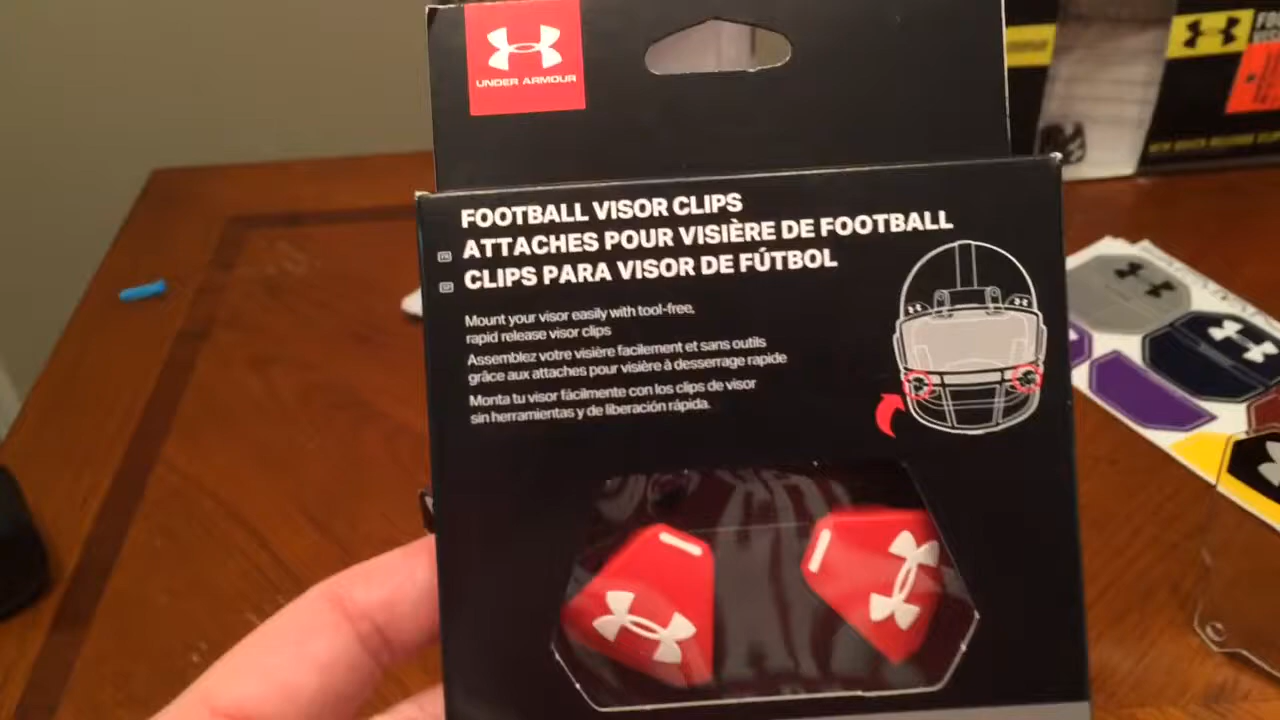 UNDER ARMOUR
FOOTBALL VISOR CLIPS
FR ATTACHES POUR VISIÈRE DE FOOTBALL
SP CLIPS PARA VISOR DE FÚTBOL
Mount your visor easily with tool-free,
rapid release visor clips
Assemblez votre visière facilement et sans outils
grâce aux attaches pour visière à desserrage rapide
Monta tu visor fácilmente con los clips de visor
sin herramientas y de liberación rápida.